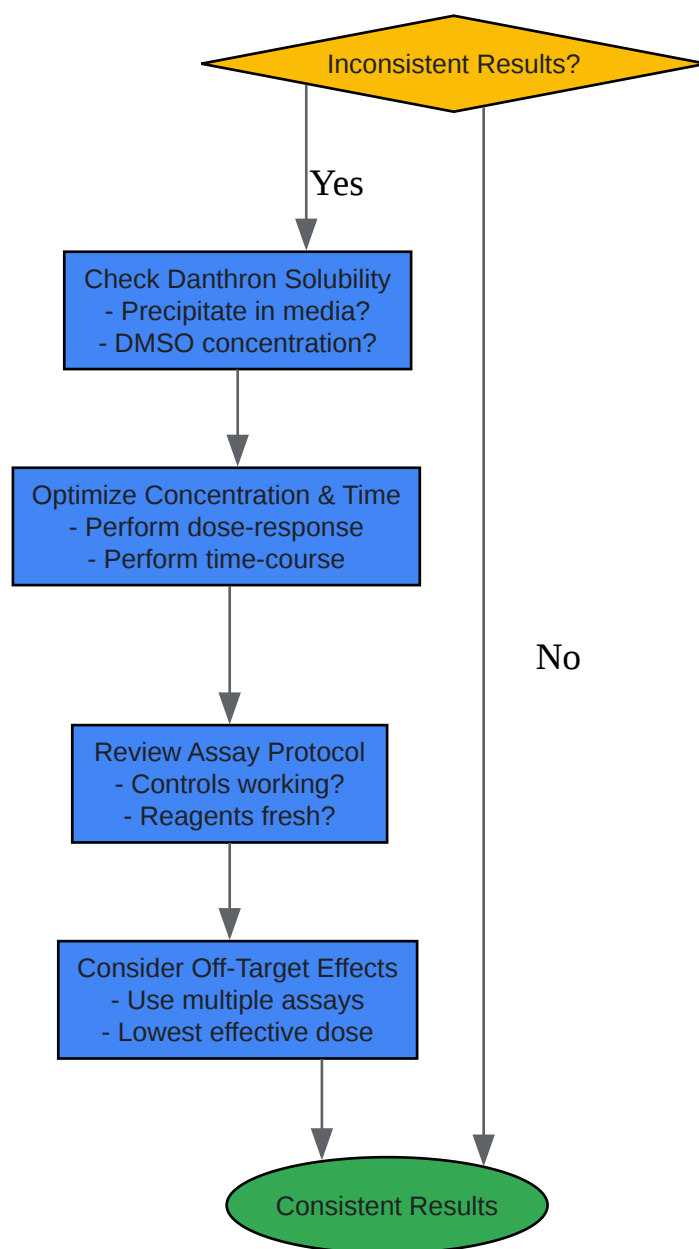 Inconsistent Results?
Yes
Check Danthron Solubility
- Precipitate in media?
- DMSO concentration?
Optimize Concentration & Time
- Perform dose-response
- Perform time-course
No
Review Assay Protocol
- Controls working?
- Reagents fresh?
Consider Off-Target Effects
- Use multiple assays
- Lowest effective dose
Consistent Results